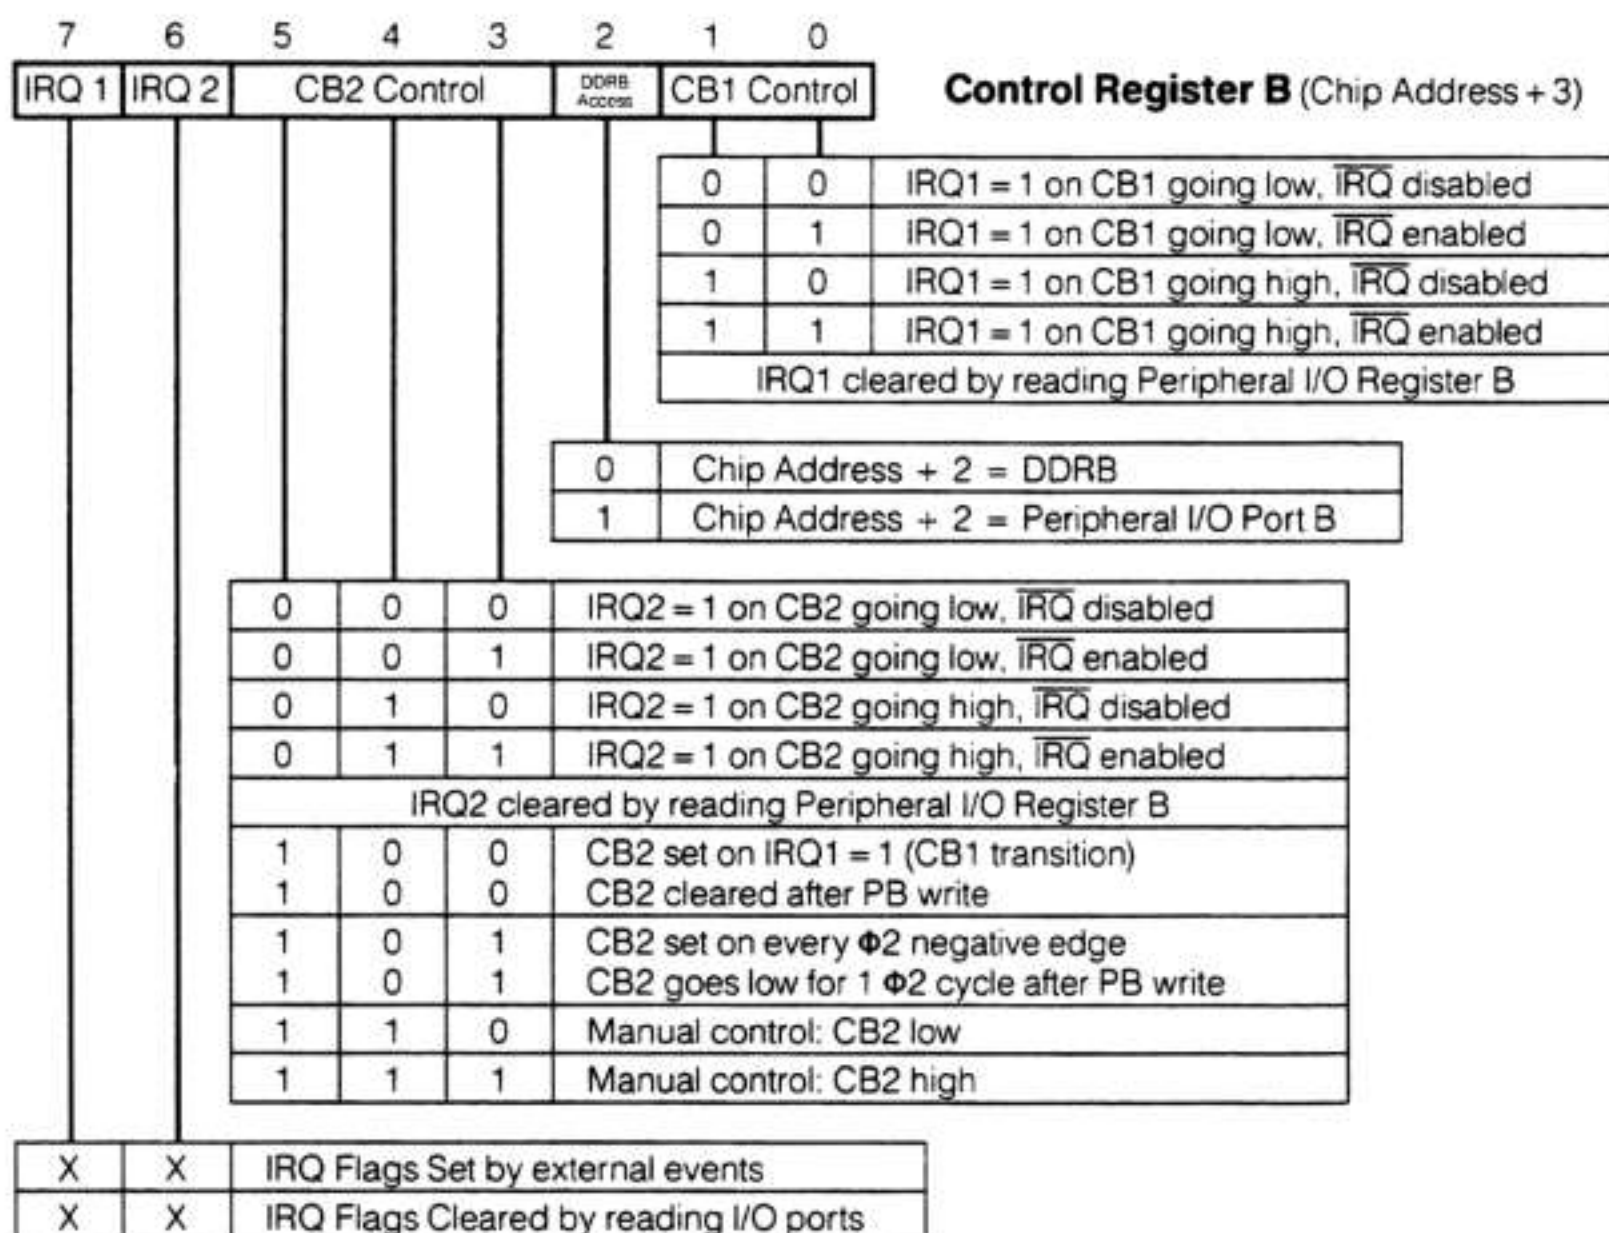 7 6 5 4 3 2 1 0
IRQ 1 IRQ 2 CB2 Control DDRB Access CB1 Control
Control Register B (Chip Address + 3)
0 0 IRQ1 = 1 on CB1 going low, I̅R̅Q̅ disabled
0 1 IRQ1 = 1 on CB1 going low, I̅R̅Q̅ enabled
1 0 IRQ1 = 1 on CB1 going high, I̅R̅Q̅ disabled
1 1 IRQ1 = 1 on CB1 going high, I̅R̅Q̅ enabled
IRQ1 cleared by reading Peripheral I/O Register B
0 Chip Address + 2 = DDRB
1 Chip Address + 2 = Peripheral I/O Port B
0 0 0 IRQ2 = 1 on CB2 going low, I̅R̅Q̅ disabled
0 0 1 IRQ2 = 1 on CB2 going low, I̅R̅Q̅ enabled
0 1 0 IRQ2 = 1 on CB2 going high, I̅R̅Q̅ disabled
0 1 1 IRQ2 = 1 on CB2 going high, I̅R̅Q̅ enabled
IRQ2 cleared by reading Peripheral I/O Register B
1 0 0 CB2 set on IRQ1 = 1 (CB1 transition)
1 0 0 CB2 cleared after PB write
1 0 1 CB2 set on every Φ2 negative edge
1 0 1 CB2 goes low for 1 Φ2 cycle after PB write
1 1 0 Manual control: CB2 low
1 1 1 Manual control: CB2 high
X X IRQ Flags Set by external events
X X IRQ Flags Cleared by reading I/O ports